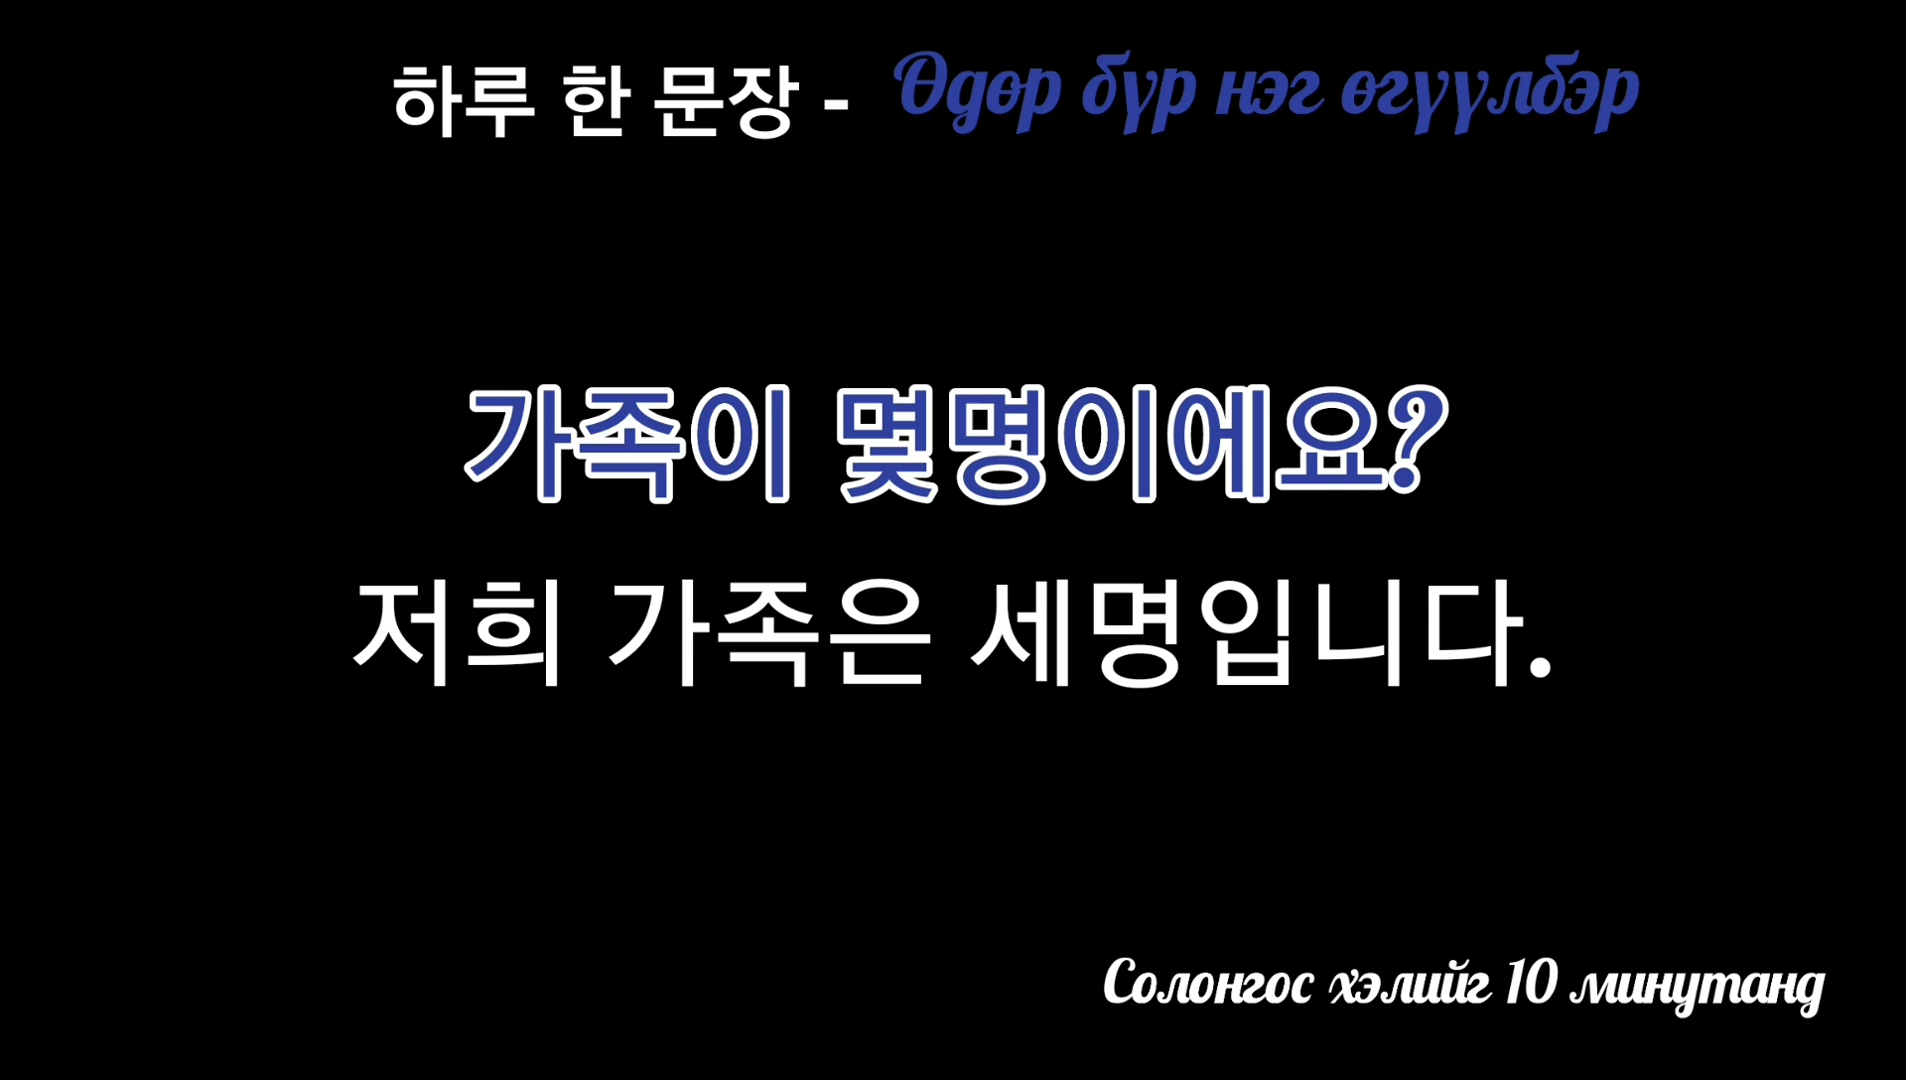 하루 한 문장 - Өдөр бүр нэг өгүүлбэр
가족이 몇명이에요?
저희 가족은 세명입니다.
Солонгос хэлийг 10 минутанд